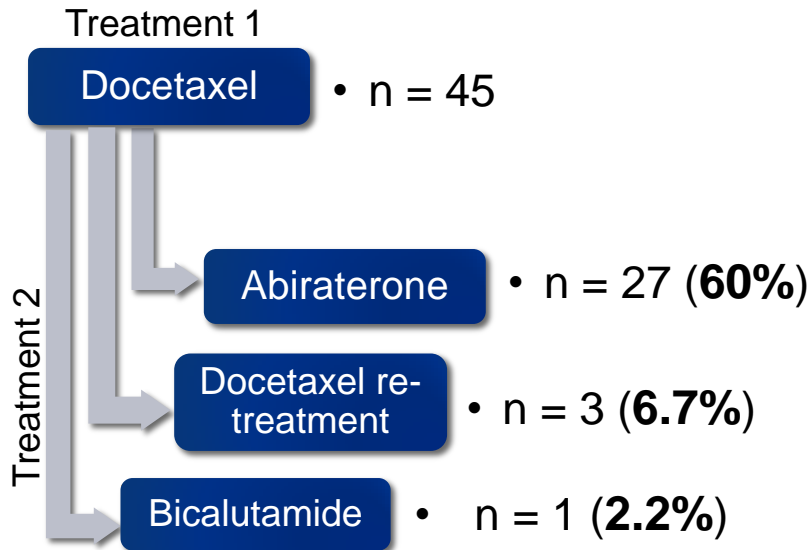 Treatment 1
Docetaxel • n = 45
Treatment 2
Abiraterone • n = 27 (60%)
Docetaxel re-
treatment • n = 3 (6.7%)
Bicalutamide • n = 1 (2.2%)